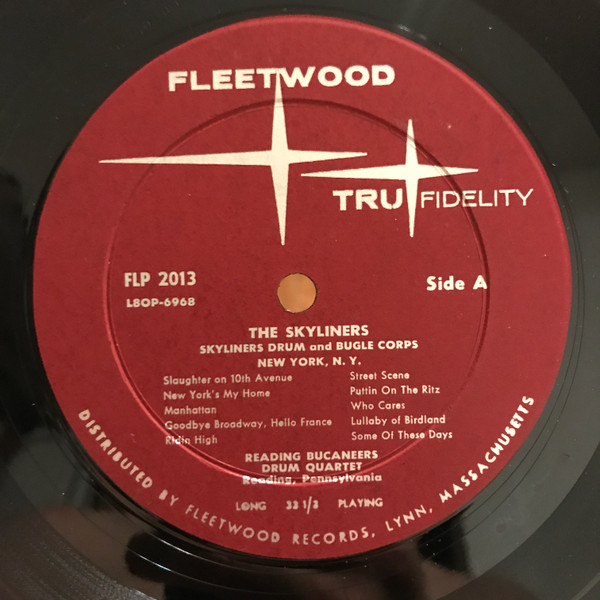 FLEETWOOD
TRU FIDELITY
FLP 2013
L8OP-6968
Side A
THE SKYLINERS
SKYLINERS DRUM and BUGLE CORPS
NEW YORK, N.Y.
Slaughter on 10th Avenue
New York's My Home
Manhattan
Goodbye Broadway, Hello France
Ridin High
Street Scene
Puttin On The Ritz
Who Cares
Lullaby of Birdland
Some Of These Days
READING BUCANEERS
DRUM QUARTET
Reading, Pennsylvania
LONG 33 1/3 PLAYING
DISTRIBUTED BY FLEETWOOD RECORDS, LYNN, MASSACHUSETTS